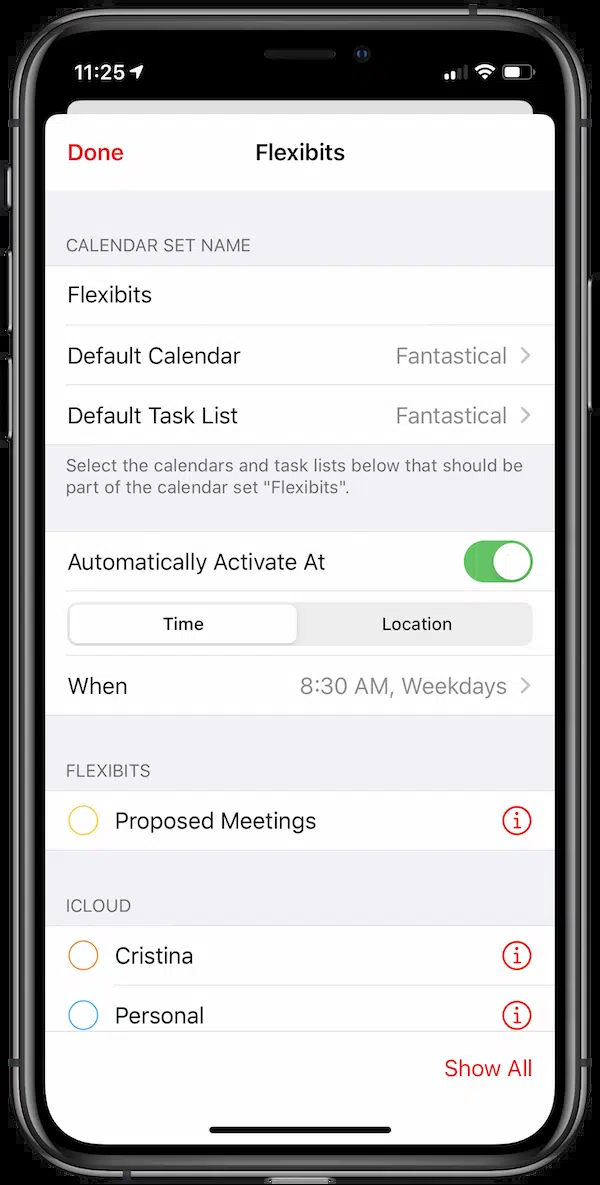 11:25
Done
Flexibits
CALENDAR SET NAME
Flexibits
Default Calendar Fantastical
Default Task List Fantastical
Select the calendars and task lists below that should be
part of the calendar set "Flexibits".
Automatically Activate At
Time Location
When 8:30 AM, Weekdays
FLEXIBITS
Proposed Meetings
ICLOUD
Cristina
Personal
Show All